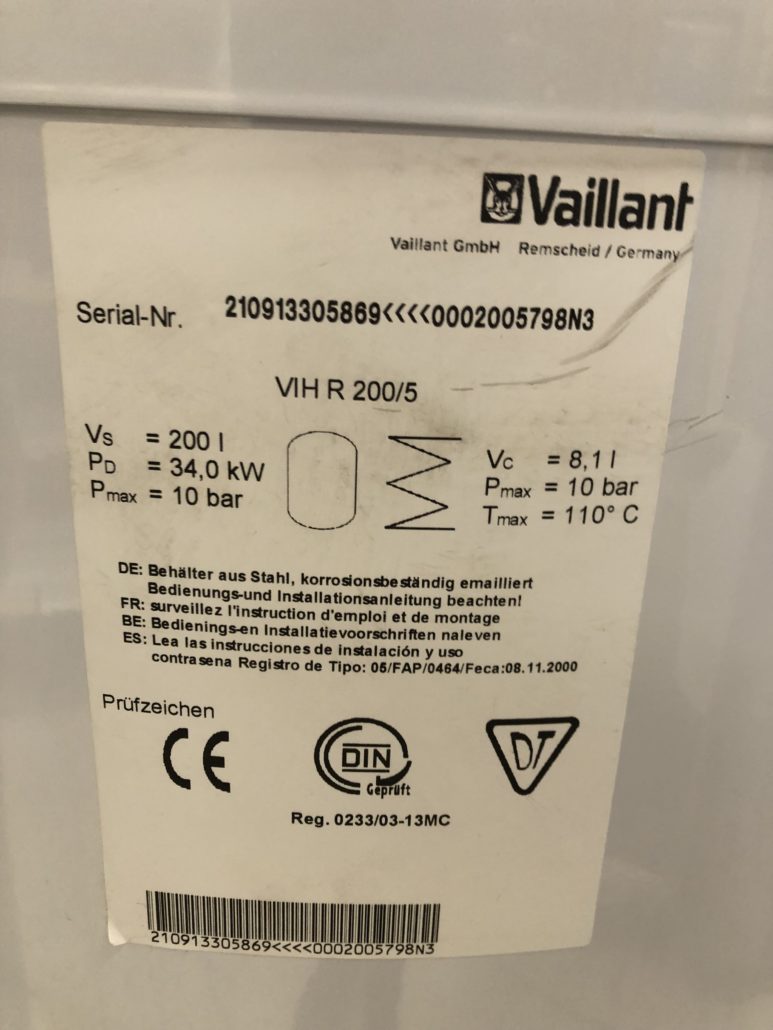 Vaillant
Vaillant GmbH Remscheid / Germany
Serial-Nr. 210913305869<<<<0002005798N3
VIH R 200/5
Vs = 200 l
PD = 34,0 kW
Pmax = 10 bar
Vc = 8,1 l
Pmax = 10 bar
Tmax = 110° C
DE: Behälter aus Stahl, korrosionsbeständig emailliert
Bedienungs-und Installationsanleitung beachten!
FR: surveillez l'instruction d'emploi et de montage
BE: Bedienings-en Installatievoorschriften naleven
ES: Lea las instrucciones de instalación y uso
contrasena Registro de Tipo: 05/FAP/0464/Feca:08.11.2000
Prüfzeichen
CE
DIN
Geprüft
DT
Reg. 0233/03-13MC
210913305869<<<<0002005798N3